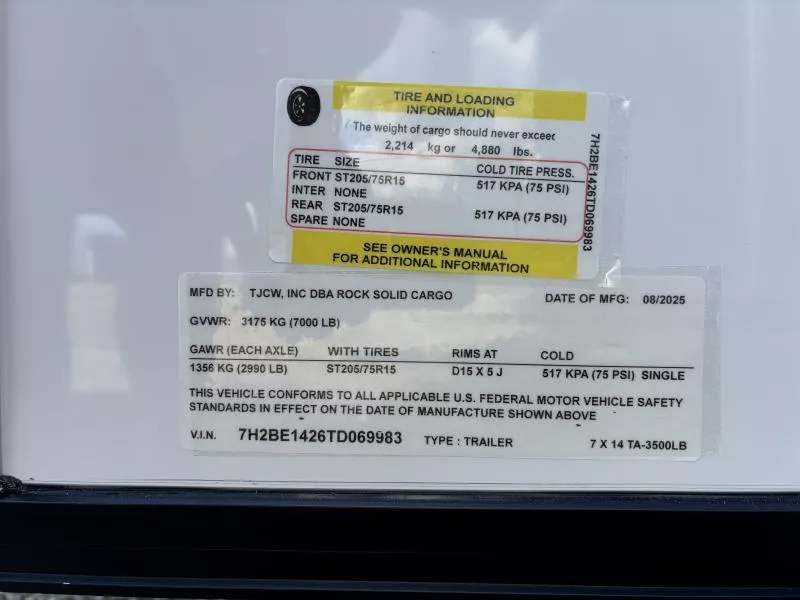 TIRE AND LOADING
INFORMATION
The weight of cargo should never exceec
2,214 kg or 4,880 lbs.
TIRE SIZE COLD TIRE PRESS.
FRONT ST205/75R15 517 KPA (75 PSI)
INTER NONE
REAR ST205/75R15 517 KPA (75 PSI)
SPARE NONE
SEE OWNER'S MANUAL
FOR ADDITIONAL INFORMATION
7H2BE1426TD069983
MFD BY: TJCW, INC DBA ROCK SOLID CARGO DATE OF MFG: 08/2025
GVWR: 3175 KG (7000 LB)
GAWR (EACH AXLE) WITH TIRES RIMS AT COLD
1356 KG (2990 LB) ST205/75R15 D15 X 5 J 517 KPA (75 PSI) SINGLE
THIS VEHICLE CONFORMS TO ALL APPLICABLE U.S. FEDERAL MOTOR VEHICLE SAFETY
STANDARDS IN EFFECT ON THE DATE OF MANUFACTURE SHOWN ABOVE
V.I.N. 7H2BE1426TD069983 TYPE : TRAILER 7 X 14 TA-3500LB